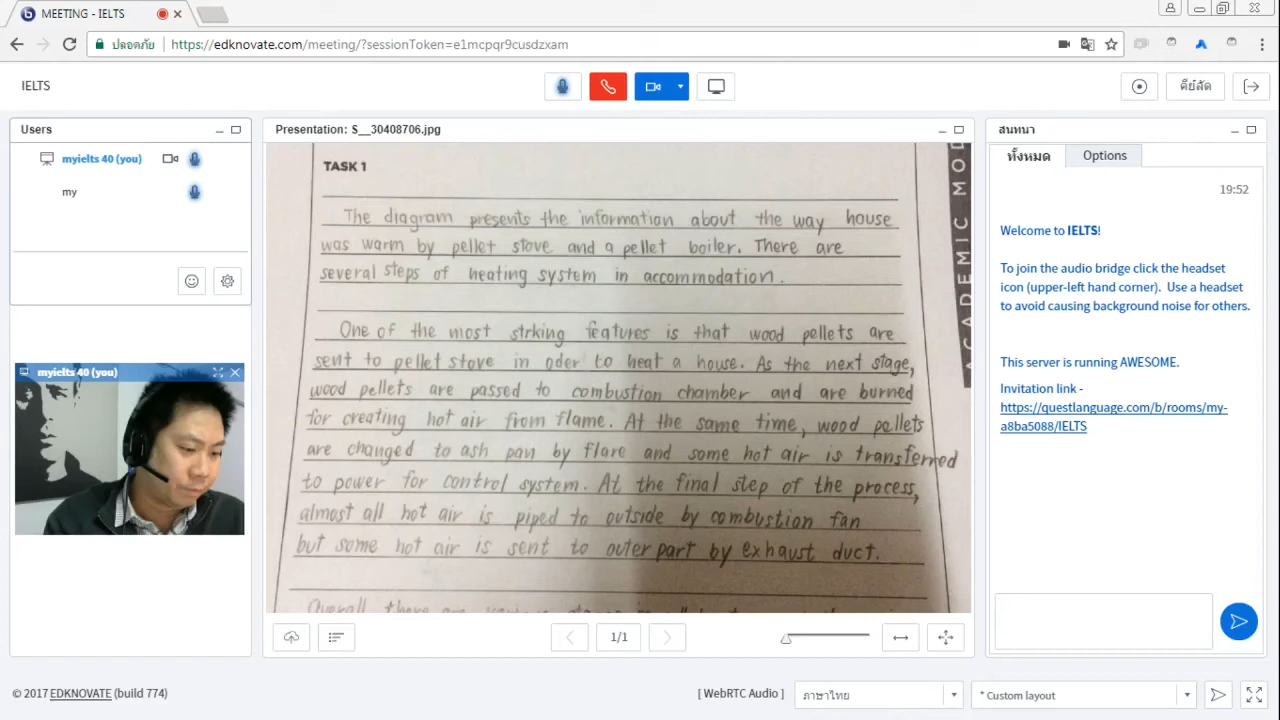 MEETING - IELTS
ปลอดภัย
https://edknovate.com/meeting/?sessionToken=e1mcpqr9cusdzxam
IELTS
คีย์ลัด
Users
myielts 40 (you)
my
myielts 40 (you)
Presentation: S__30408706.jpg
TASK 1
ACADEMIC MOD
The diagram presents the information about the way house
was warm by pellet stove and a pellet boiler. There are
several steps of heating system in accommodation.
One of the most strking features is that wood pellets are
sent to pellet stove in oder to heat a house. As the next stage,
wood pellets are passed to combustion chamber and are burned
for creating hot air from flame. At the same time, wood pellets
are changed to ash pan by flare and some hot air is transferred
to power for control system. At the final step of the process,
almost all hot air is piped to outside by combustion fan
but some hot air is sent to outer part by exhaust duct.
Overall there are
1/1
สนทนา
ทั้งหมด
Options
19:52
Welcome to IELTS!
To join the audio bridge click the headset
icon (upper-left hand corner). Use a headset
to avoid causing background noise for others.
This server is running AWESOME.
Invitation link -
https://questlanguage.com/b/rooms/my-
a8ba5088/IELTS
© 2017 EDKNOVATE (build 774)
[ WebRTC Audio ]
ภาษาไทย
* Custom layout